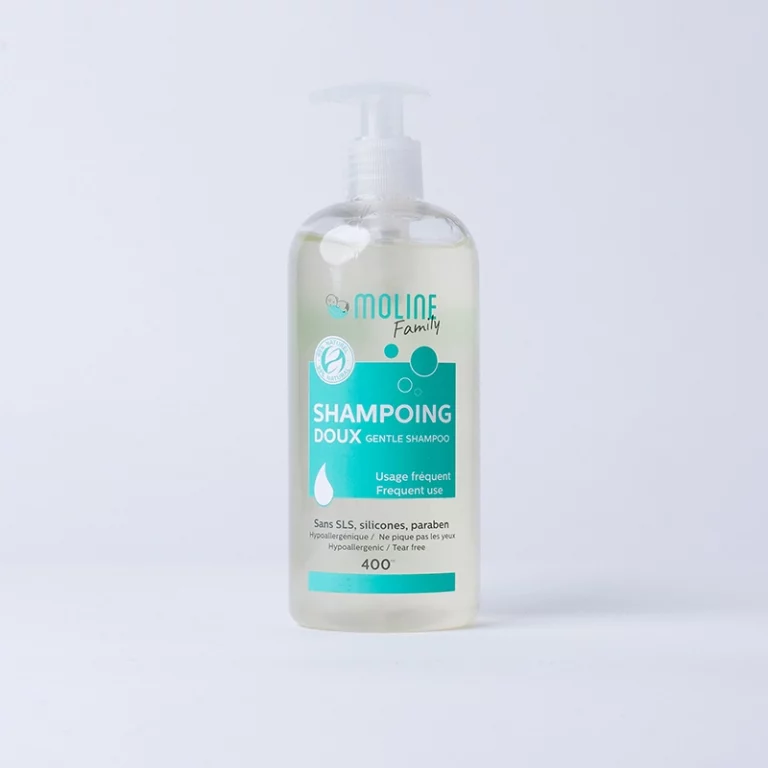 MOLINE
Family
SHAMPOING
DOUX GENTLE SHAMPOO
Usage fréquent
Frequent use
Sans SLS, silicones, paraben
Hypoallergénique / Ne pique pas les yeux
Hypoallergenic / Tear free
400